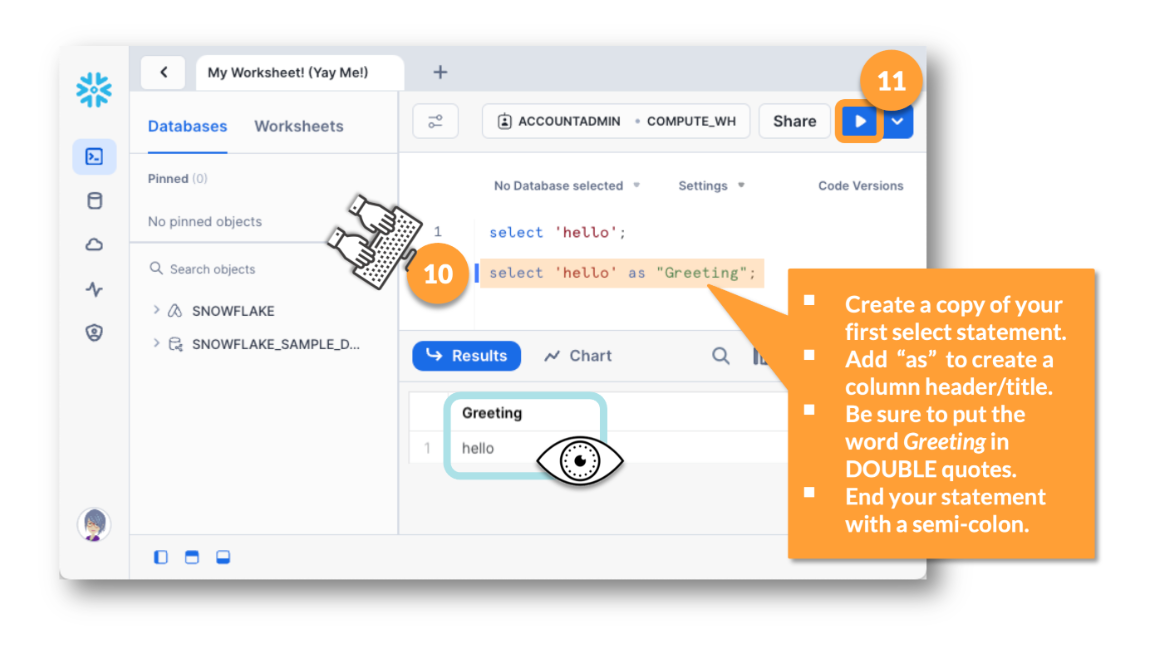 My Worksheet! (Yay Me!)
+
11
Databases Worksheets
ACCOUNTADMIN • COMPUTE_WH
Share
Pinned (0)
No Database selected
Settings
Code Versions
No pinned objects
1 select 'hello';
Search objects
10
select 'hello' as "Greeting";
SNOWFLAKE
SNOWFLAKE_SAMPLE_D...
Results
Chart
Greeting
1 hello
▪ Create a copy of your
first select statement.
▪ Add “as” to create a
column header/title.
▪ Be sure to put the
word Greeting in
DOUBLE quotes.
▪ End your statement
with a semi-colon.